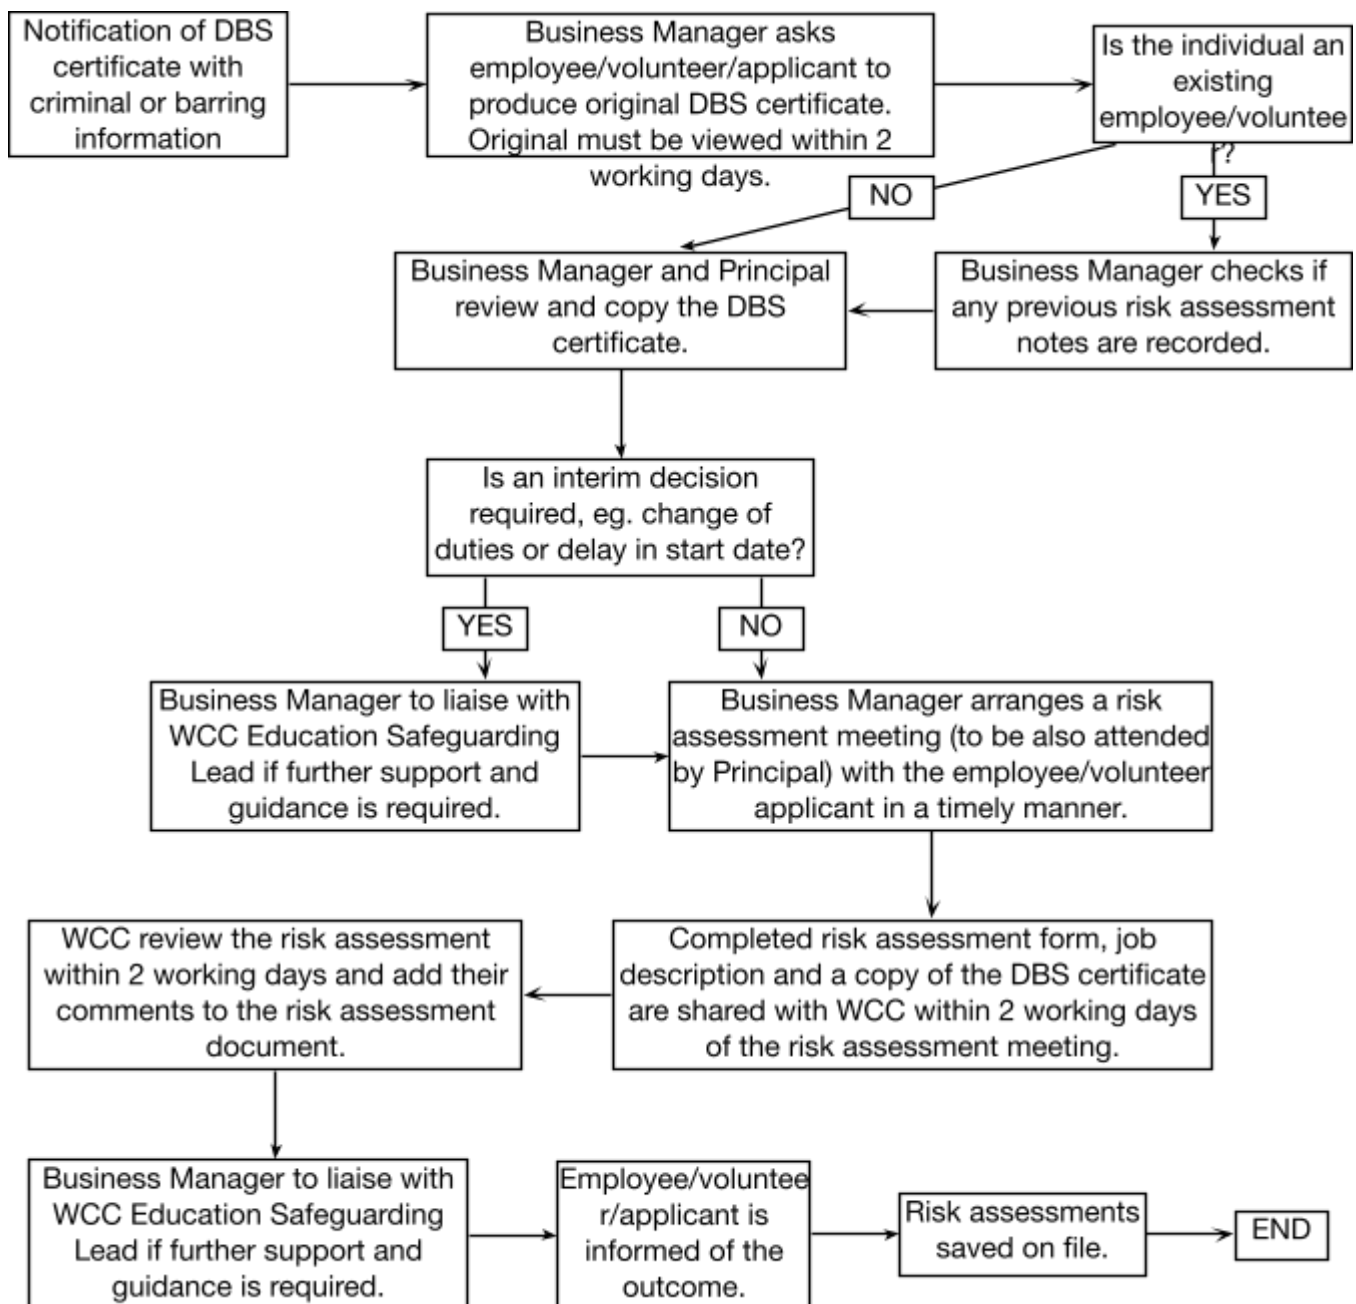 Notification of DBS
certificate with
criminal or barring
information
Business Manager asks
employee/volunteer/applicant to
produce original DBS certificate.
Original must be viewed within 2
working days.
Is the individual an
existing
employee/voluntee
r?
NO
YES
Business Manager and Principal
review and copy the DBS
certificate.
Business Manager checks if
any previous risk assessment
notes are recorded.
Is an interim decision
required, eg. change of
duties or delay in start date?
YES
NO
Business Manager to liaise with
WCC Education Safeguarding
Lead if further support and
guidance is required.
Business Manager arranges a risk
assessment meeting (to be also attended
by Principal) with the employee/volunteer
applicant in a timely manner.
WCC review the risk assessment
within 2 working days and add their
comments to the risk assessment
document.
Completed risk assessment form, job
description and a copy of the DBS certificate
are shared with WCC within 2 working days
of the risk assessment meeting.
Business Manager to liaise with
WCC Education Safeguarding
Lead if further support and
guidance is required.
Employee/voluntee
r/applicant is
informed of the
outcome.
Risk assessments
saved on file.
END